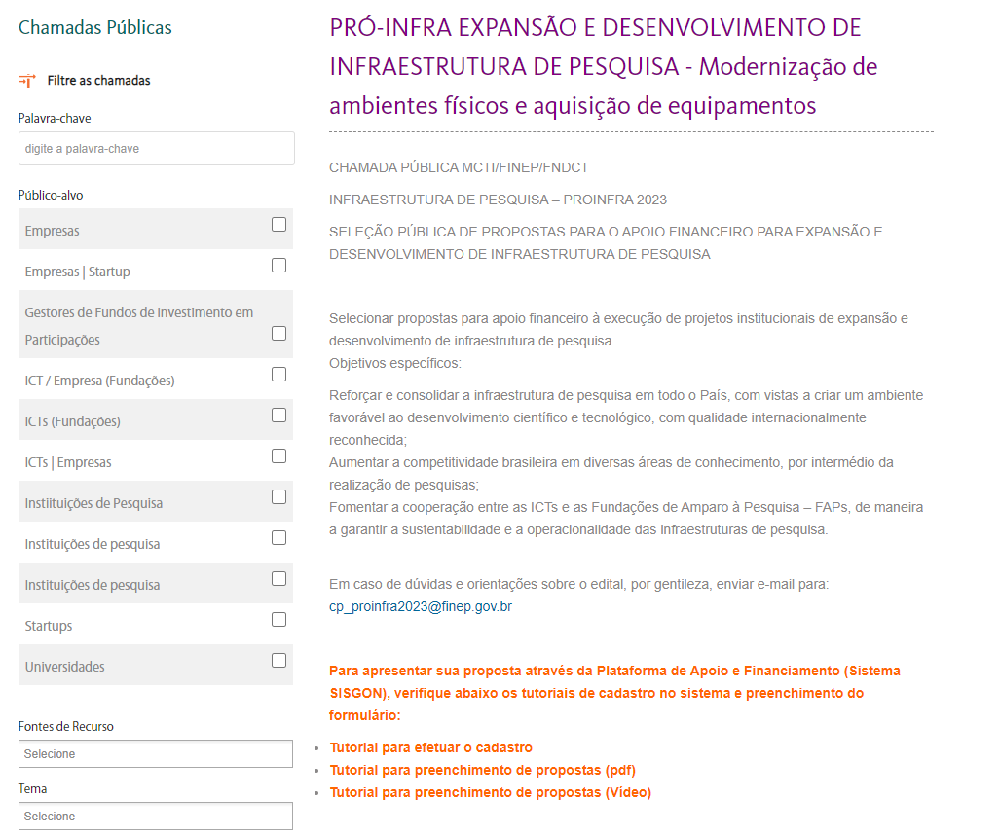 Chamadas Públicas
Filtre as chamadas
Palavra-chave
digite a palavra-chave
Público-alvo
Empresas
Empresas | Startup
Gestores de Fundos de Investimento em
Participações
ICT / Empresa (Fundações)
ICTs (Fundações)
ICTs | Empresas
Instiituições de Pesquisa
Instituições de pesquisa
Instituições de pesquisa
Startups
Universidades
Fontes de Recurso
Selecione
Tema
Selecione
PRÓ-INFRA EXPANSÃO E DESENVOLVIMENTO DE
INFRAESTRUTURA DE PESQUISA - Modernização de
ambientes físicos e aquisição de equipamentos
CHAMADA PÚBLICA MCTI/FINEP/FNDCT
INFRAESTRUTURA DE PESQUISA – PROINFRA 2023
SELEÇÃO PÚBLICA DE PROPOSTAS PARA O APOIO FINANCEIRO PARA EXPANSÃO E
DESENVOLVIMENTO DE INFRAESTRUTURA DE PESQUISA
Selecionar propostas para apoio financeiro à execução de projetos institucionais de expansão e
desenvolvimento de infraestrutura de pesquisa.
Objetivos específicos:
Reforçar e consolidar a infraestrutura de pesquisa em todo o País, com vistas a criar um ambiente
favorável ao desenvolvimento científico e tecnológico, com qualidade internacionalmente
reconhecida;
Aumentar a competitividade brasileira em diversas áreas de conhecimento, por intermédio da
realização de pesquisas;
Fomentar a cooperação entre as ICTs e as Fundações de Amparo à Pesquisa – FAPs, de maneira
a garantir a sustentabilidade e a operacionalidade das infraestruturas de pesquisa.
Em caso de dúvidas e orientações sobre o edital, por gentileza, enviar e-mail para:
cp_proinfra2023@finep.gov.br
Para apresentar sua proposta através da Plataforma de Apoio e Financiamento (Sistema
SISGON), verifique abaixo os tutoriais de cadastro no sistema e preenchimento do
formulário:
• Tutorial para efetuar o cadastro
• Tutorial para preenchimento de propostas (pdf)
• Tutorial para preenchimento de propostas (Vídeo)